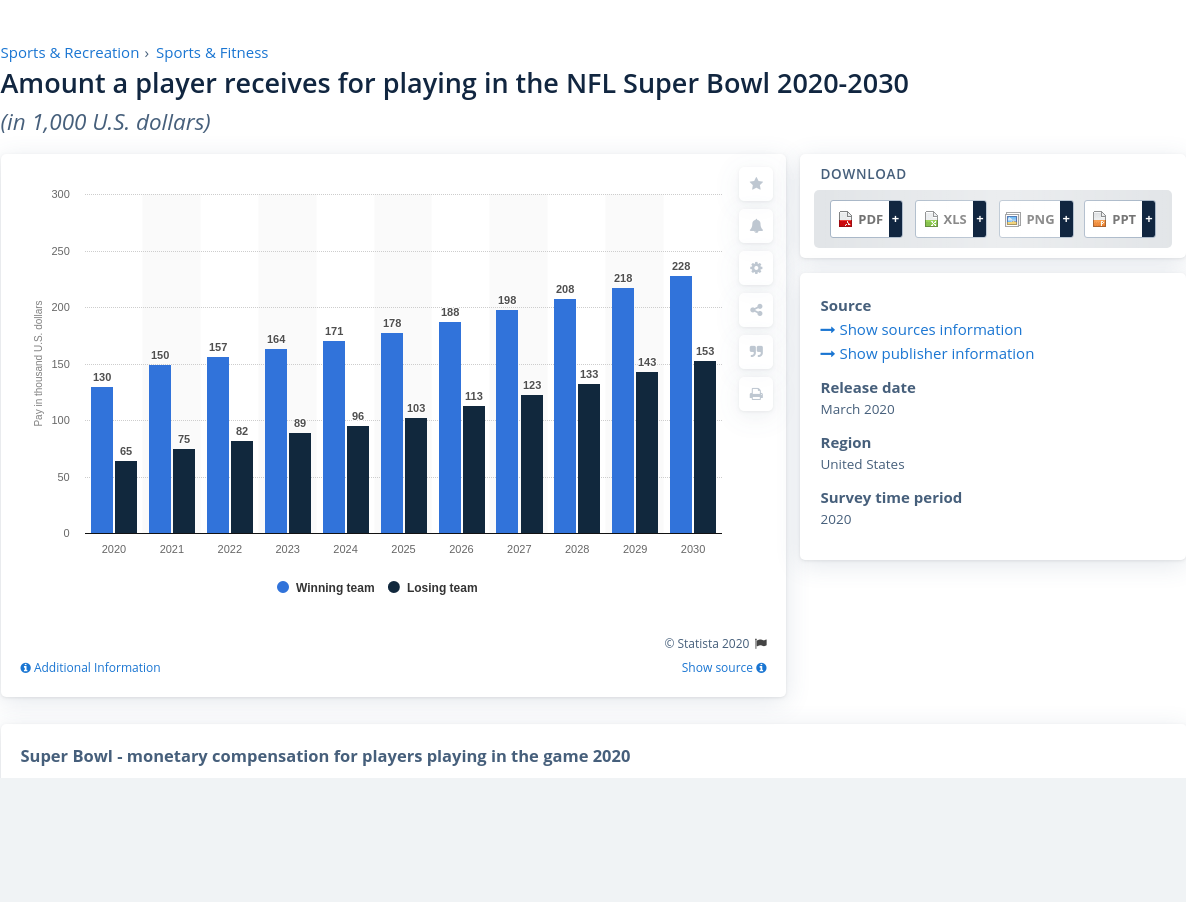 Sports & Recreation › Sports & Fitness
Amount a player receives for playing in the NFL Super Bowl 2020-2030
(in 1,000 U.S. dollars)
300
250
200
150
100
50
0
Pay in thousand U.S. dollars
130
65
150
75
157
82
164
89
171
96
178
103
188
113
198
123
208
133
218
143
228
153
2020 2021 2022 2023 2024 2025 2026 2027 2028 2029 2030
Winning team Losing team
© Statista 2020
Additional Information
Show source
DOWNLOAD
PDF + XLS + PNG + PPT +
Source
Show sources information
Show publisher information
Release date
March 2020
Region
United States
Survey time period
2020
Super Bowl - monetary compensation for players playing in the game 2020